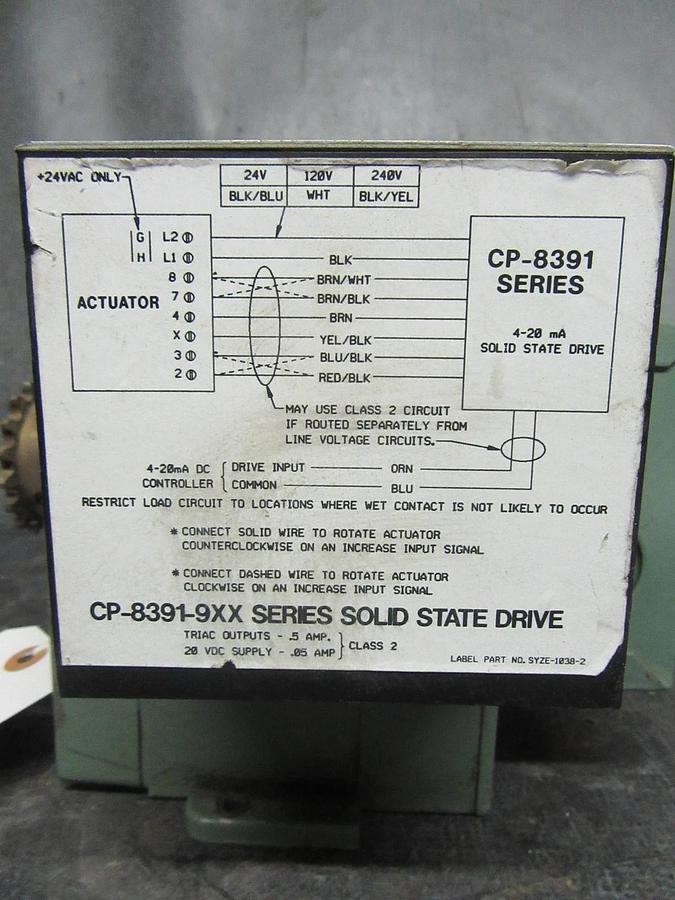 +24VAC ONLY
24V 120V 240V
BLK/BLU WHT BLK/YEL
G L2
H L1 BLK
8 BRN/WHT
7 BRN/BLK
4 BRN
X YEL/BLK
3 BLU/BLK
2 RED/BLK
ACTUATOR
CP-8391
SERIES
4-20 mA
SOLID STATE DRIVE
MAY USE CLASS 2 CIRCUIT
IF ROUTED SEPARATELY FROM
LINE VOLTAGE CIRCUITS.
4-20mA DC DRIVE INPUT ORN
CONTROLLER COMMON BLU
RESTRICT LOAD CIRCUIT TO LOCATIONS WHERE WET CONTACT IS NOT LIKELY TO OCCUR
* CONNECT SOLID WIRE TO ROTATE ACTUATOR
COUNTERCLOCKWISE ON AN INCREASE INPUT SIGNAL
* CONNECT DASHED WIRE TO ROTATE ACTUATOR
CLOCKWISE ON AN INCREASE INPUT SIGNAL
CP-8391-9XX SERIES SOLID STATE DRIVE
TRIAC OUTPUTS - .5 AMP.
20 VDC SUPPLY - .05 AMP
CLASS 2
LABEL PART NO. SYZE-1038-2